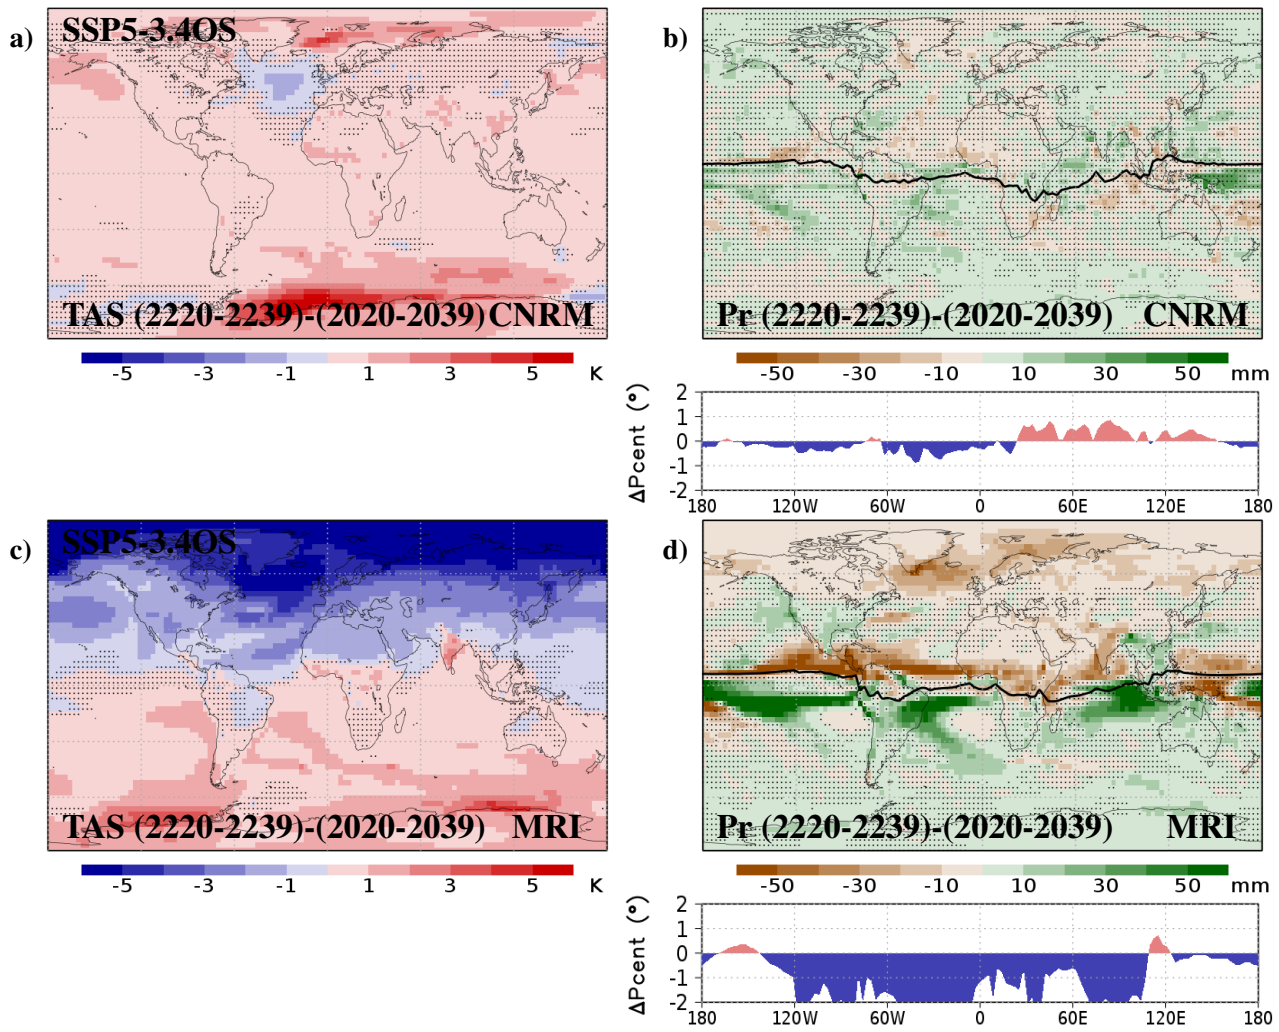 a)
SSP5-3.4OS
TAS (2220-2239)-(2020-2039) CNRM
-5 -3 -1 1 3 5 K
b)
Pr (2220-2239)-(2020-2039) CNRM
-50 -30 -10 10 30 50 mm
ΔPcent (°)
2
1
0
-1
-2
180 120W 60W 0 60E 120E 180
c)
SSP5-3.4OS
TAS (2220-2239)-(2020-2039) MRI
-5 -3 -1 1 3 5 K
d)
Pr (2220-2239)-(2020-2039) MRI
-50 -30 -10 10 30 50 mm
ΔPcent (°)
2
1
0
-1
-2
180 120W 60W 0 60E 120E 180